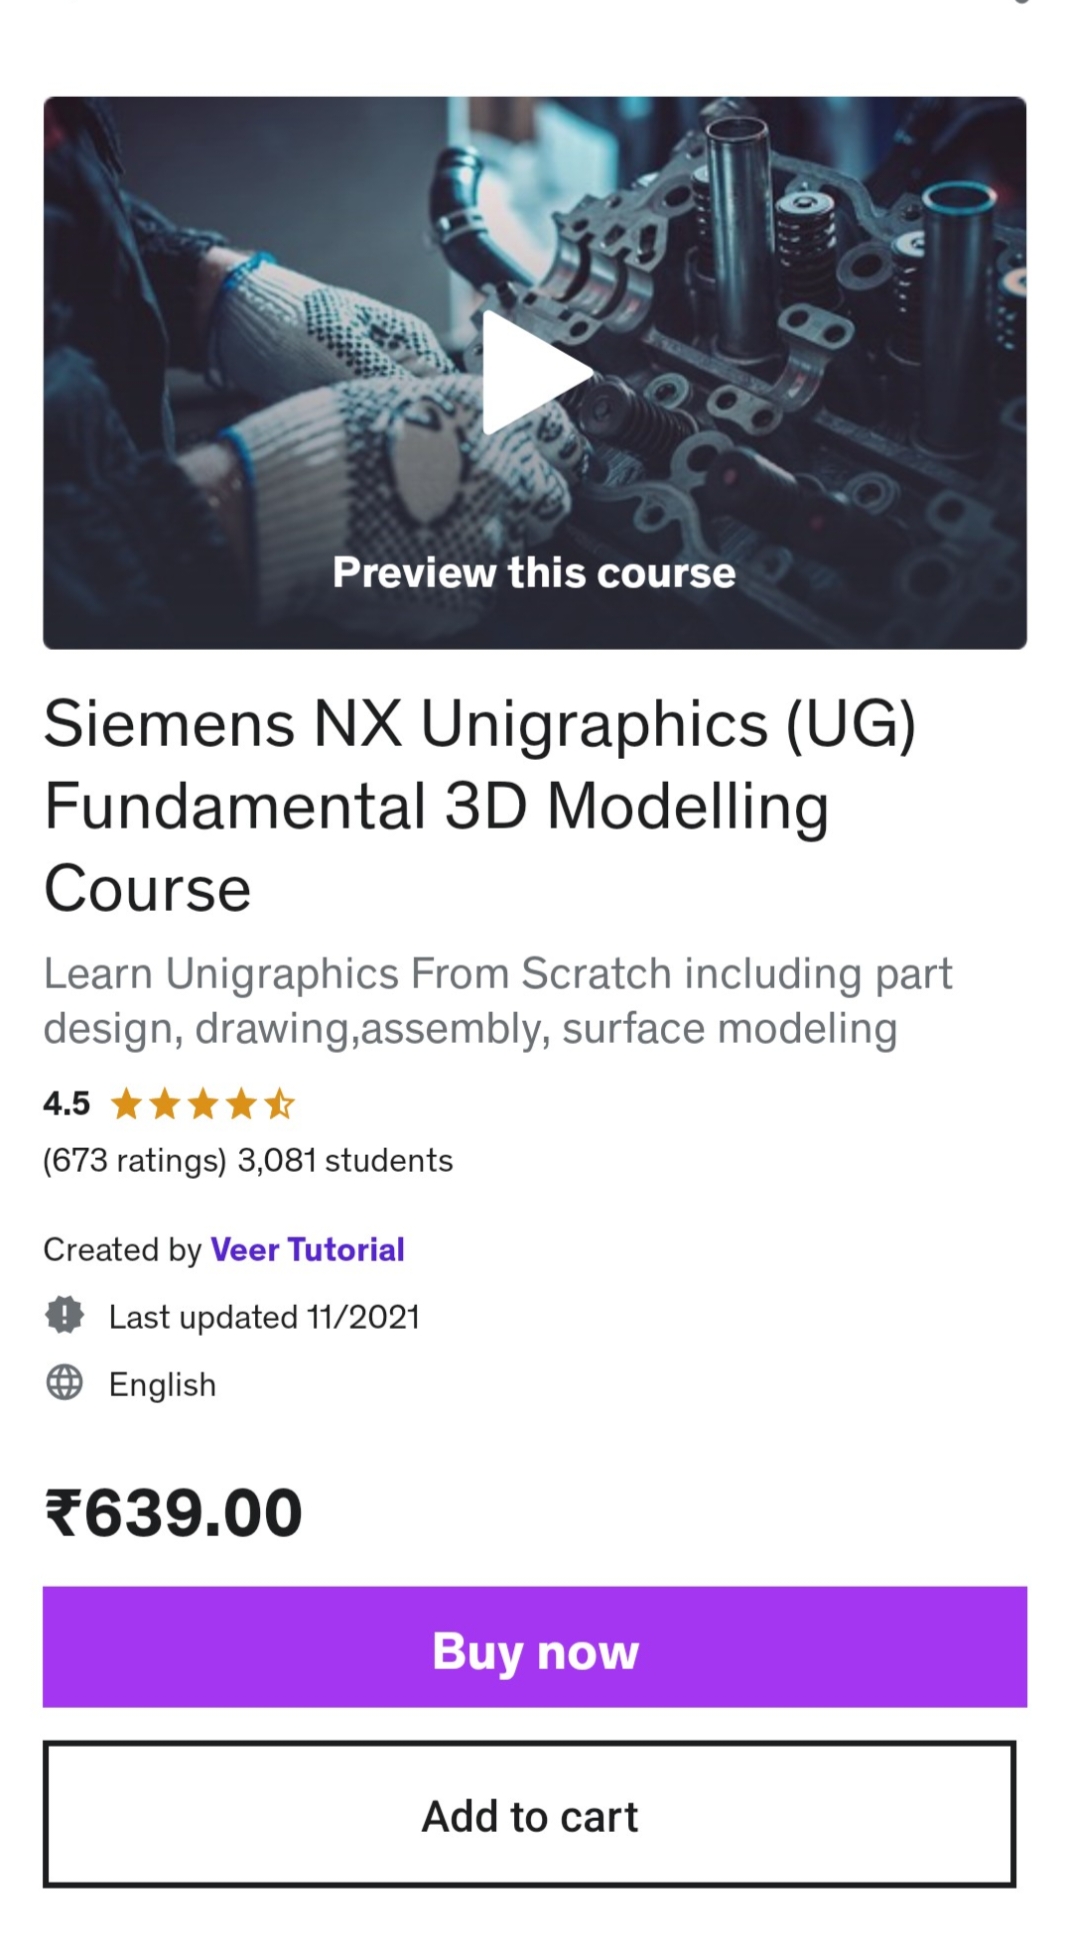 Preview this course
Siemens NX Unigraphics (UG)
Fundamental 3D Modelling
Course
Learn Unigraphics From Scratch including part
design, drawing,assembly, surface modeling
4.5
(673 ratings) 3,081 students
Created by Veer Tutorial
Last updated 11/2021
English
₹639.00
Buy now
Add to cart